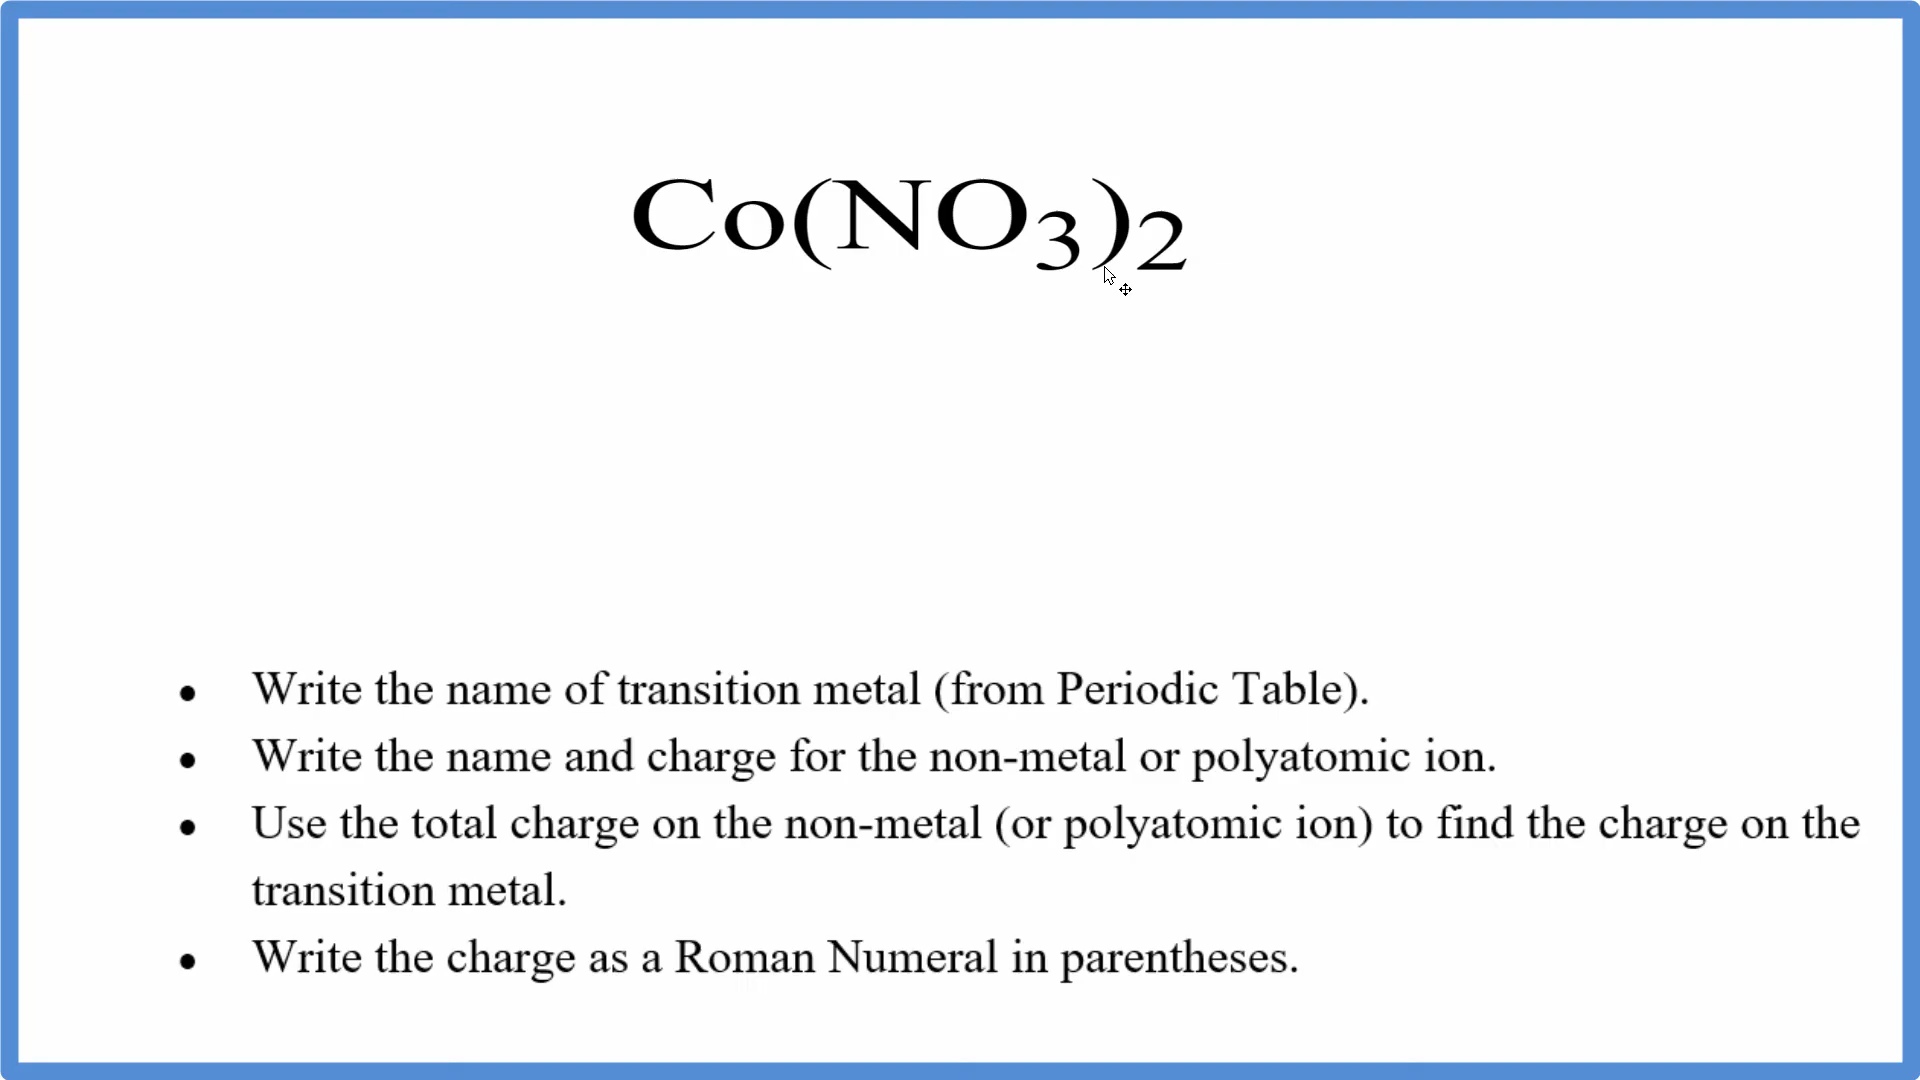 Co(NO₃)₂
• Write the name of transition metal (from Periodic Table).
• Write the name and charge for the non-metal or polyatomic ion.
• Use the total charge on the non-metal (or polyatomic ion) to find the charge on the
transition metal.
• Write the charge as a Roman Numeral in parentheses.